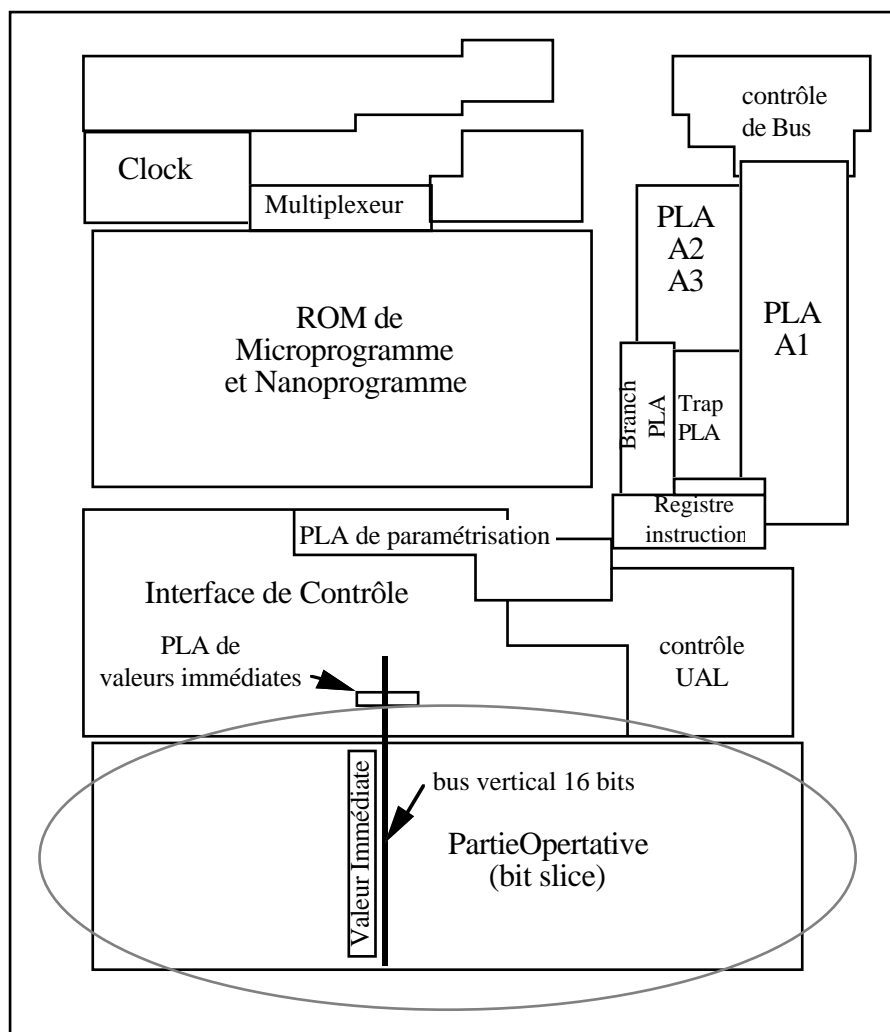 contrôle
de Bus
Clock
Multiplexeur
PLA
A2
A3
PLA
A1
ROM de
Microprogramme
et Nanoprogramme
Branch
PLA
Trap
PLA
Registre
instruction
PLA de paramétrisation
Interface de Contrôle
PLA de
valeurs immédiates
contrôle
UAL
Valeur Immédiate
bus vertical 16 bits
PartieOpertative
(bit slice)